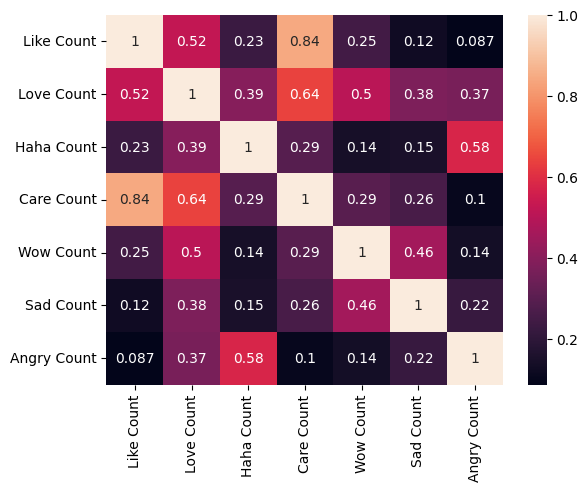 Like Count 1 0.52 0.23 0.84 0.25 0.12 0.087
Love Count 0.52 1 0.39 0.64 0.5 0.38 0.37
Haha Count 0.23 0.39 1 0.29 0.14 0.15 0.58
Care Count 0.84 0.64 0.29 1 0.29 0.26 0.1
Wow Count 0.25 0.5 0.14 0.29 1 0.46 0.14
Sad Count 0.12 0.38 0.15 0.26 0.46 1 0.22
Angry Count 0.087 0.37 0.58 0.1 0.14 0.22 1
Like Count
Love Count
Haha Count
Care Count
Wow Count
Sad Count
Angry Count
1.0
0.8
0.6
0.4
0.2